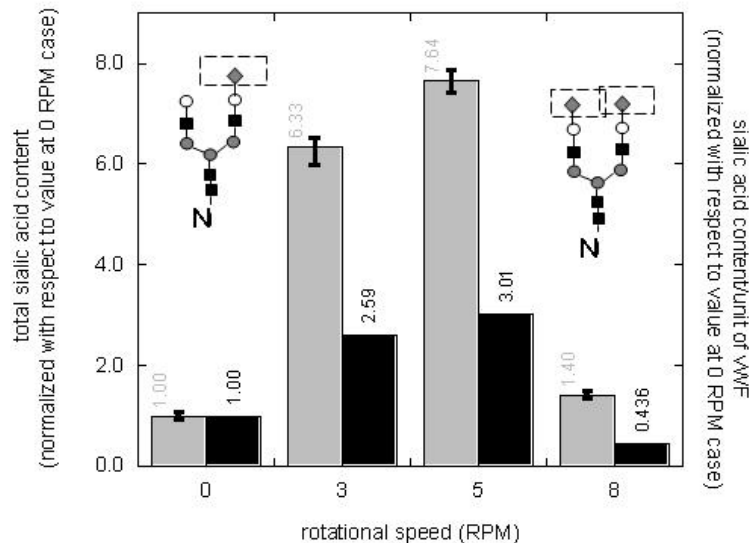 total sialic acid content
(normalized with respect to value at 0 RPM case)
8.0
6.0
4.0
2.0
0.0
1.00
1.00
6.33
2.59
7.64
3.01
1.40
0.436
N
N
0
3
5
8
rotational speed (RPM)
sialic acid content/unit of vWF
(normalized with respect to value at 0 RPM case)